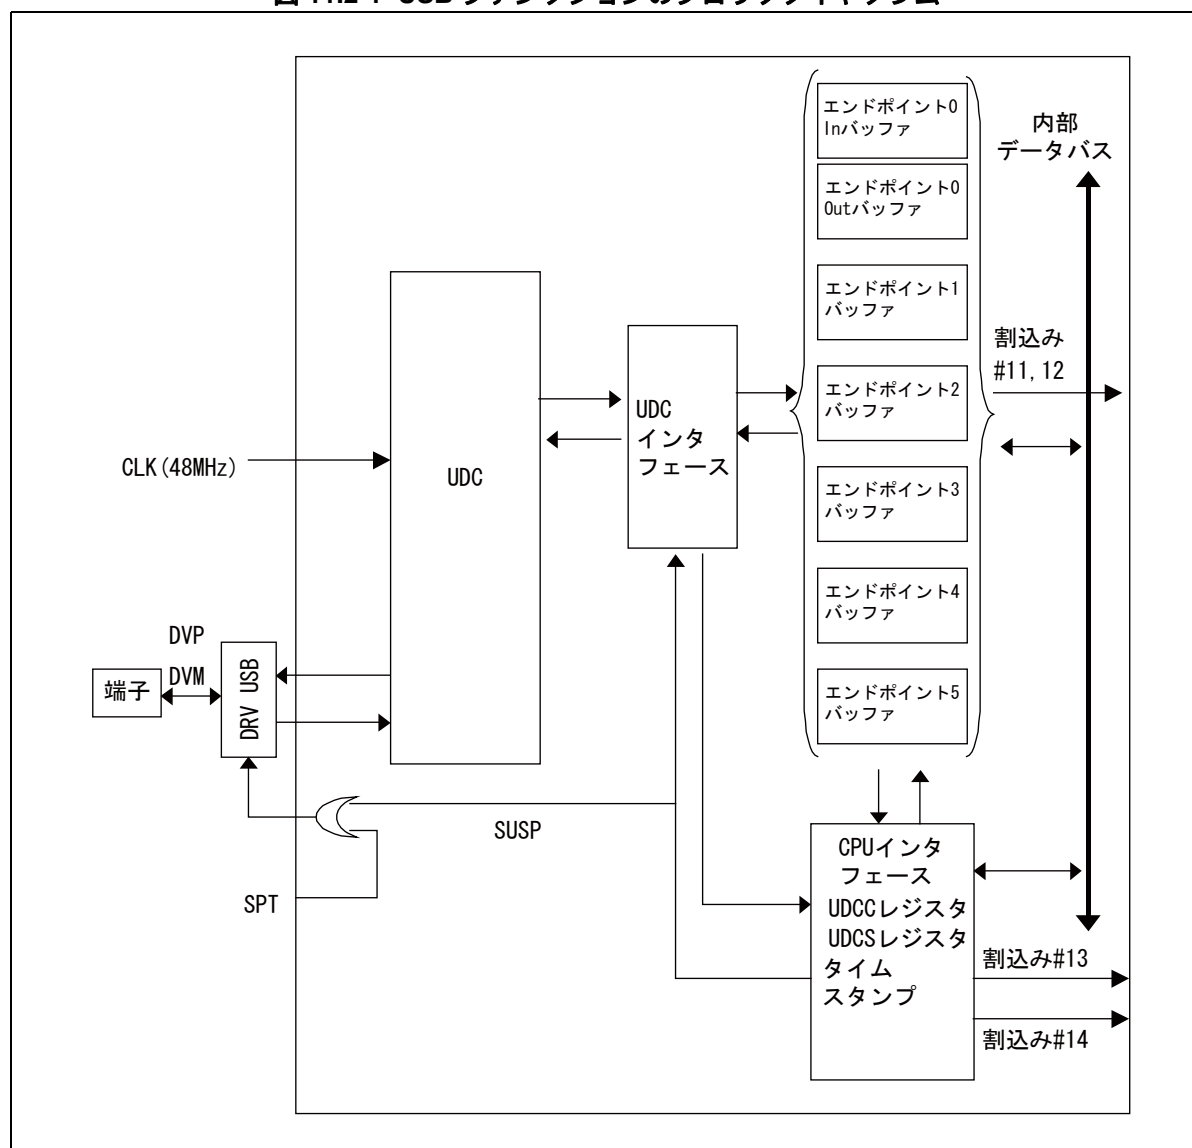 図 11.2-1 USB ファンクションのブロックダイヤグラム
エンドポイント0
Inバッファ
エンドポイント0
Outバッファ
内部
データバス
エンドポイント1
バッファ
割込み
#11,12
エンドポイント2
バッファ
UDC
インタ
フェース
CLK(48MHz)
UDC
エンドポイント3
バッファ
エンドポイント4
バッファ
DVP
DVM
端子
DRV USB
エンドポイント5
バッファ
SUSP
SPT
CPUインタ
フェース
UDCCレジスタ
UDCSレジスタ
タイム
スタンプ
割込み#13
割込み#14